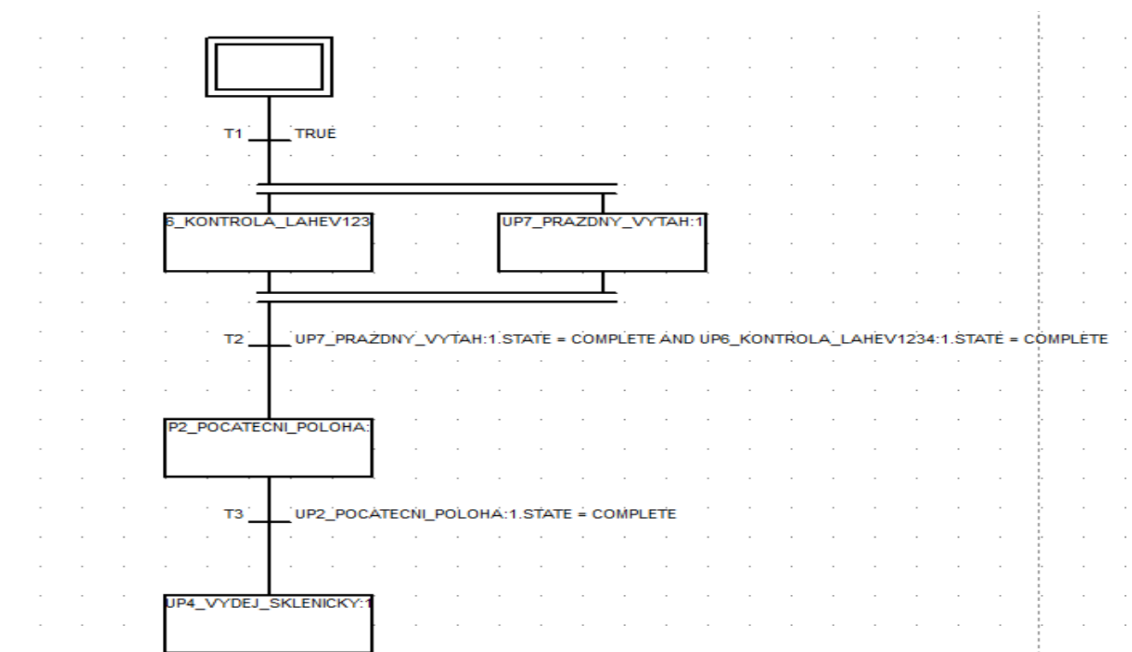 T1 TRUE
6_KONTROLA_LAHEV123 UP7_PRAZDNY_VYTAH:1
T2 UP7_PRAZDNY_VYTAH:1.STATE = COMPLETE AND UP6_KONTROLA_LAHEV1234:1.STATE = COMPLETE
P2_POCATECNI_POLOHA:
T3 UP2_POCATECNI_POLOHA:1.STATE = COMPLETE
UP4_VYDEJ_SKLENICKY:1